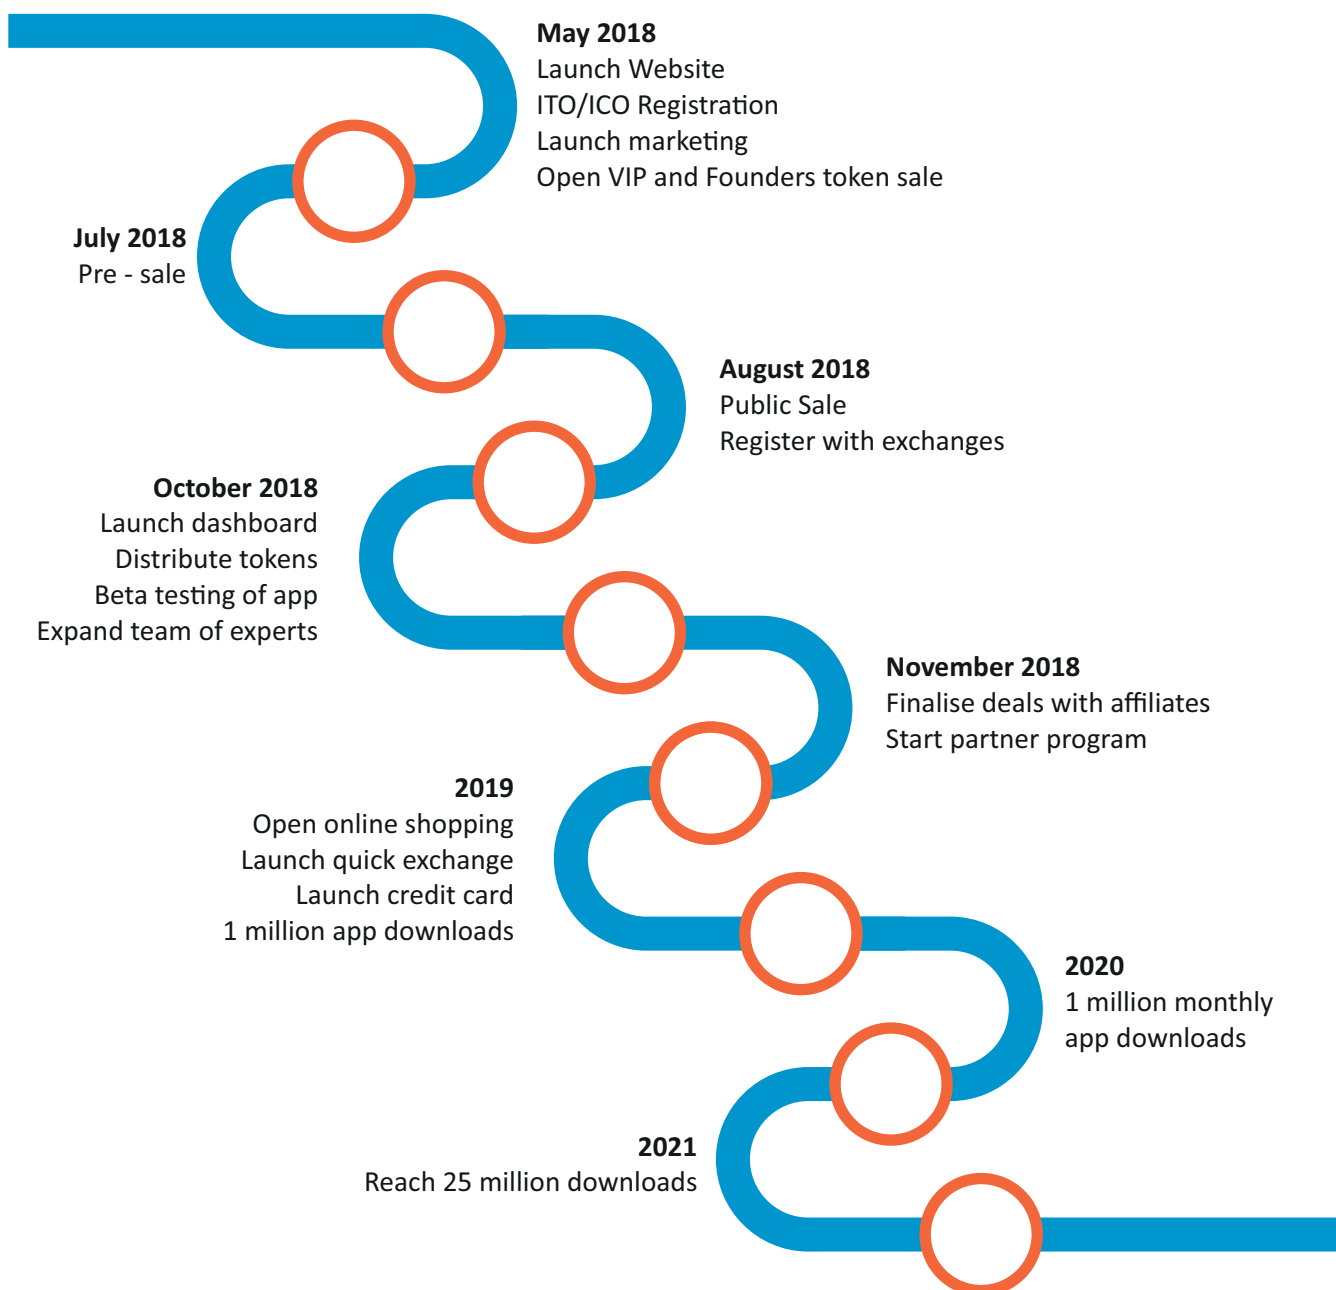 May 2018
Launch Website
ITO/ICO Registration
Launch marketing
Open VIP and Founders token sale
July 2018
Pre - sale
August 2018
Public Sale
Register with exchanges
October 2018
Launch dashboard
Distribute tokens
Beta testing of app
Expand team of experts
November 2018
Finalise deals with affiliates
Start partner program
2019
Open online shopping
Launch quick exchange
Launch credit card
1 million app downloads
2020
1 million monthly
app downloads
2021
Reach 25 million downloads